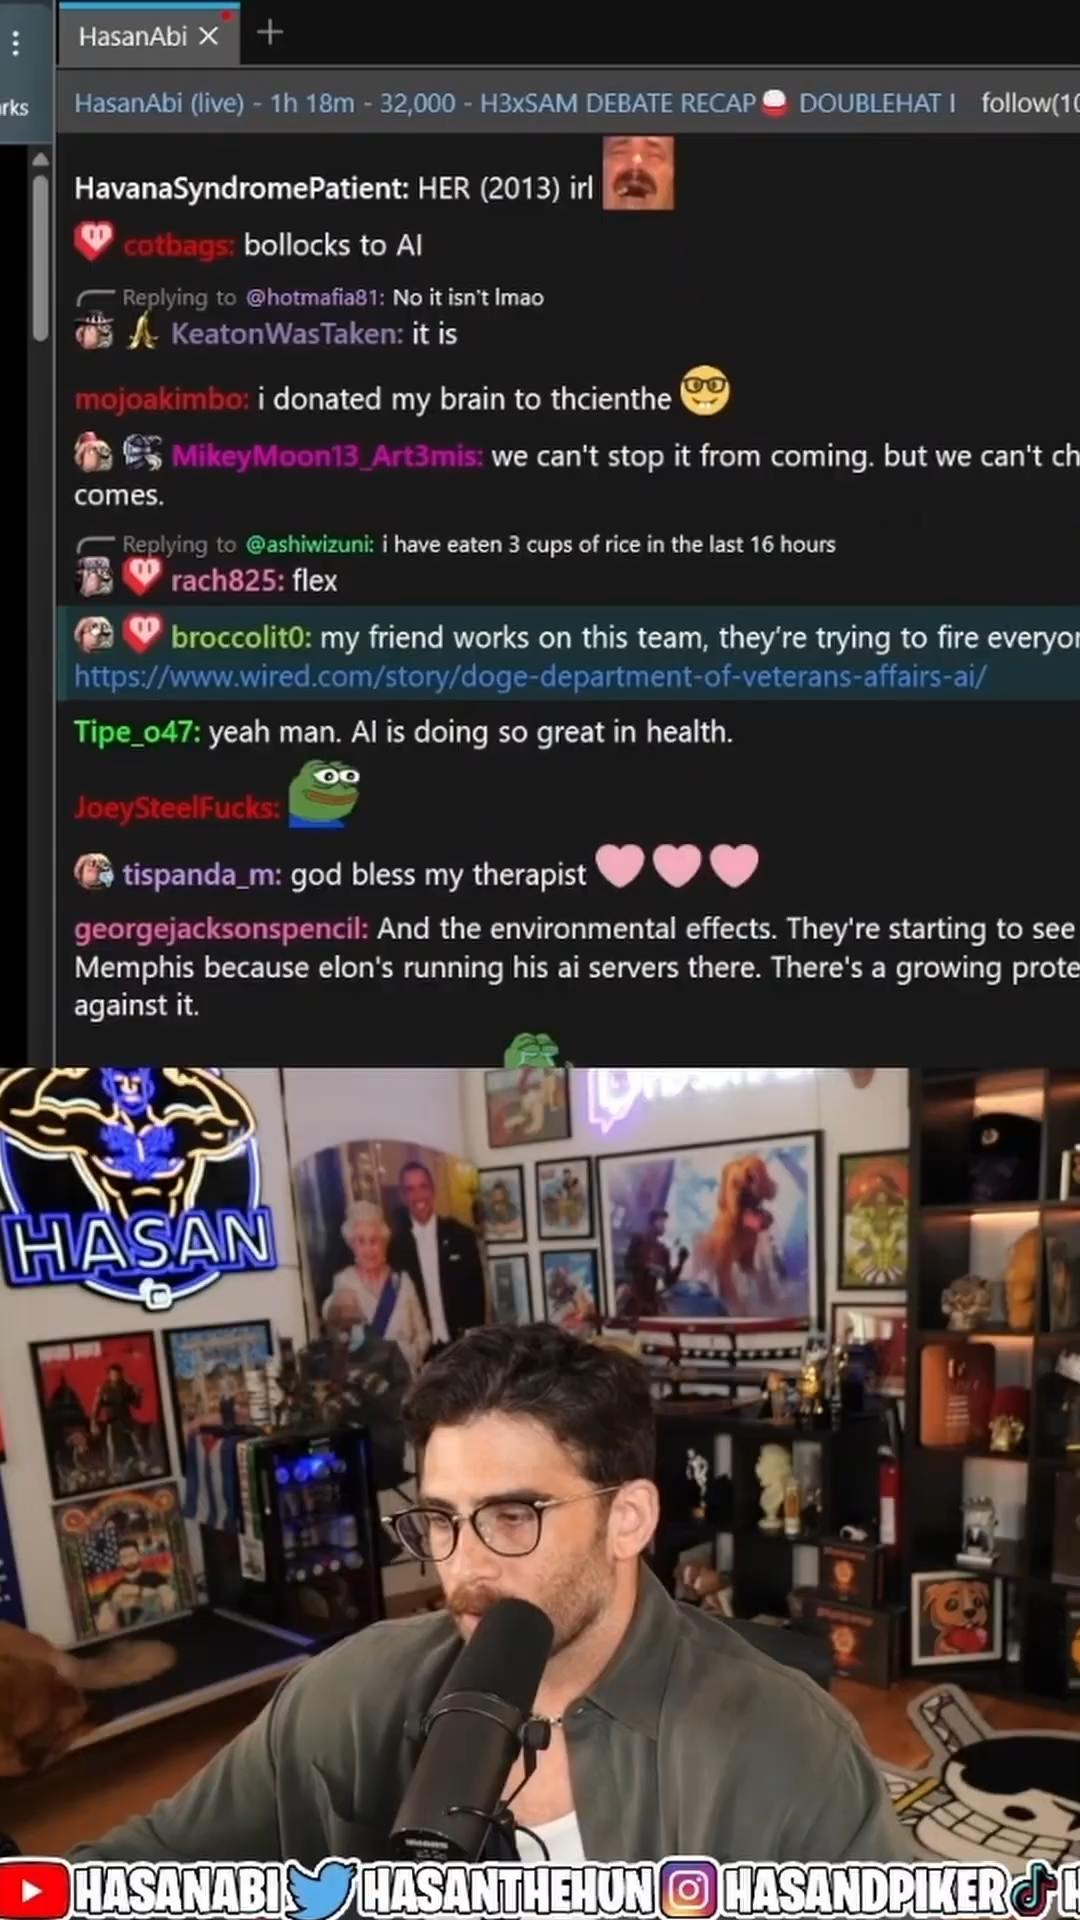 HasanAbi
rks
HasanAbi (live) - 1h 18m - 32,000 - H3xSAM DEBATE RECAP DOUBLEHAT I follow(10
HavanaSyndromePatient: HER (2013) irl
cotbags: bollocks to AI
Replying to @hotmafia81: No it isn't lmao
KeatonWasTaken: it is
mojoakimbo: i donated my brain to thcienthe
MikeyMoon13_Art3mis: we can't stop it from coming. but we can't ch
comes.
Replying to @ashiwizuni: i have eaten 3 cups of rice in the last 16 hours
rach825: flex
broccolit0: my friend works on this team, they're trying to fire everyon
https://www.wired.com/story/doge-department-of-veterans-affairs-ai/
Tipe_o47: yeah man. AI is doing so great in health.
JoeySteelFucks:
tispanda_m: god bless my therapist
georgejacksonspencil: And the environmental effects. They're starting to see
Memphis because elon's running his ai servers there. There's a growing prote
against it.
HASAN
HASANABI HASANTHEHUN HASANDPIKER H